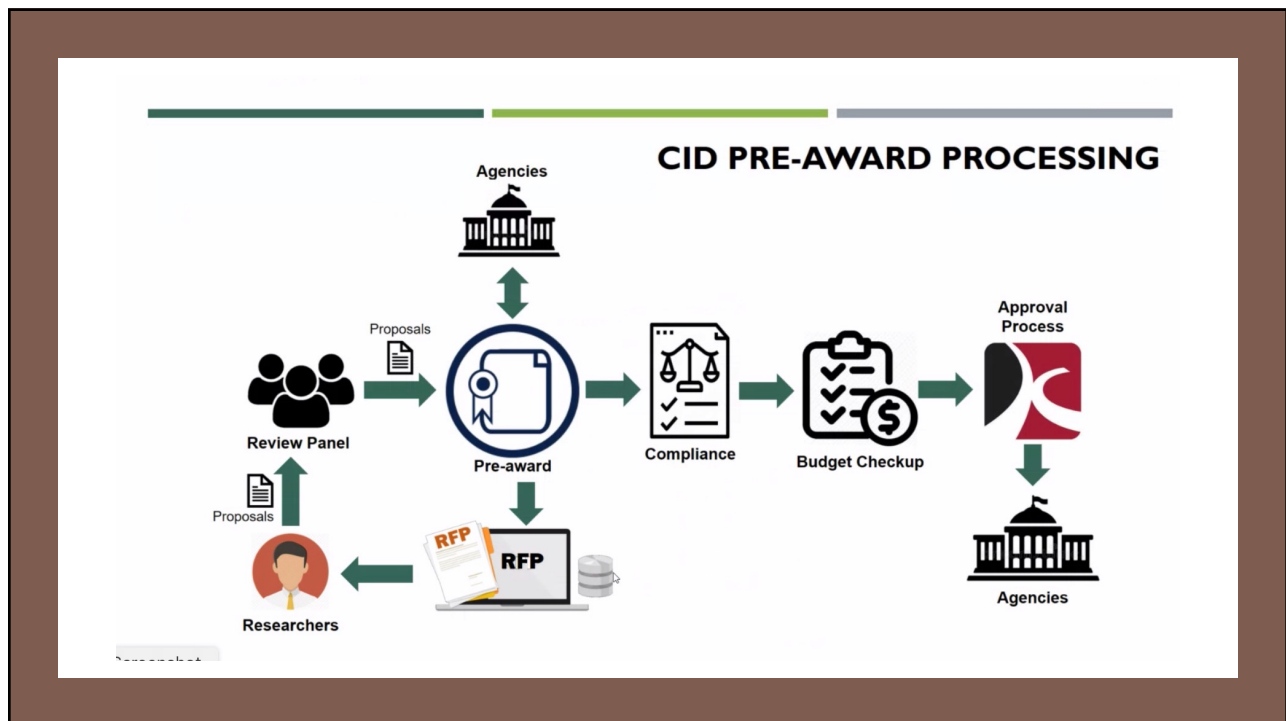 CID PRE-AWARD PROCESSING
Agencies
Proposals
Approval
Process
Review Panel
Pre-award
Compliance
Budget Checkup
Proposals
RFP
RFP
Researchers
Agencies